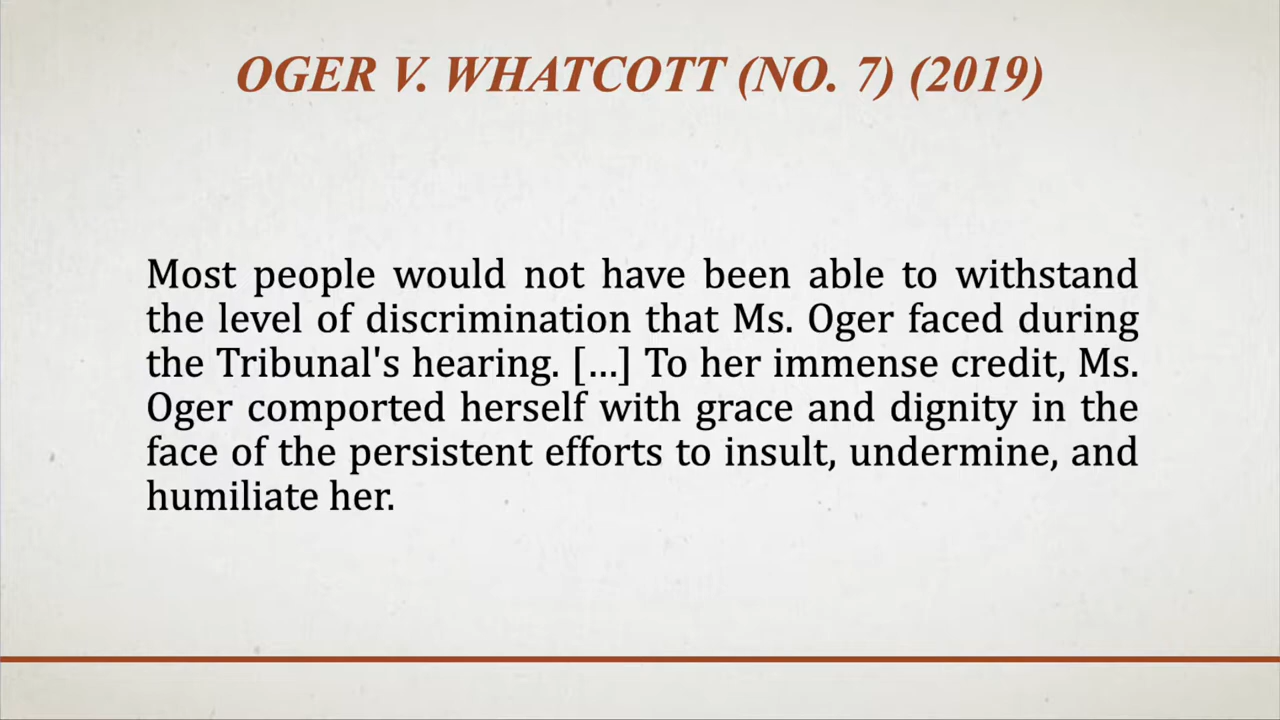 OGER V. WHATCOTT (NO. 7) (2019)
Most people would not have been able to withstand
the level of discrimination that Ms. Oger faced during
the Tribunal's hearing. [...] To her immense credit, Ms.
Oger comported herself with grace and dignity in the
face of the persistent efforts to insult, undermine, and
humiliate her.